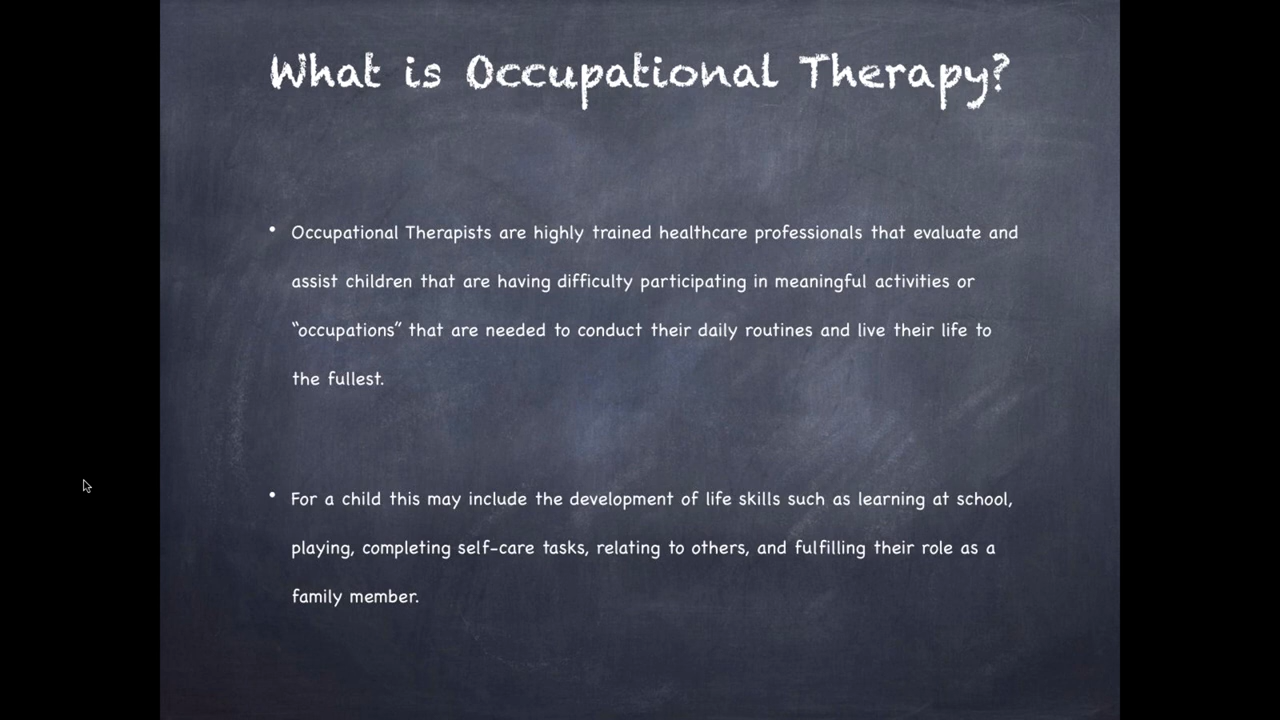 What is Occupational Therapy?
• Occupational Therapists are highly trained healthcare professionals that evaluate and
assist children that are having difficulty participating in meaningful activities or
“occupations” that are needed to conduct their daily routines and live their life to
the fullest.
• For a child this may include the development of life skills such as learning at school,
playing, completing self-care tasks, relating to others, and fulfilling their role as a
family member.